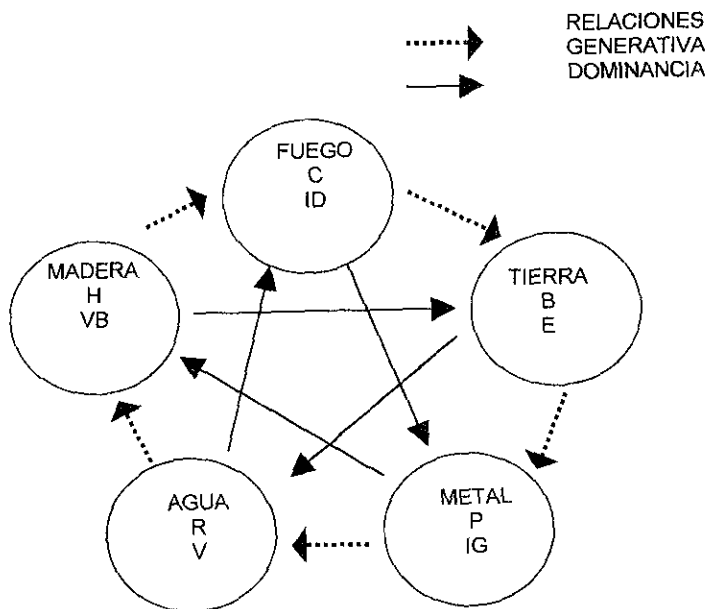 RELACIONES
GENERATIVA
DOMINANCIA
FUEGO
C
ID
MADERA
H
VB
TIERRA
B
E
AGUA
R
V
METAL
P
IG